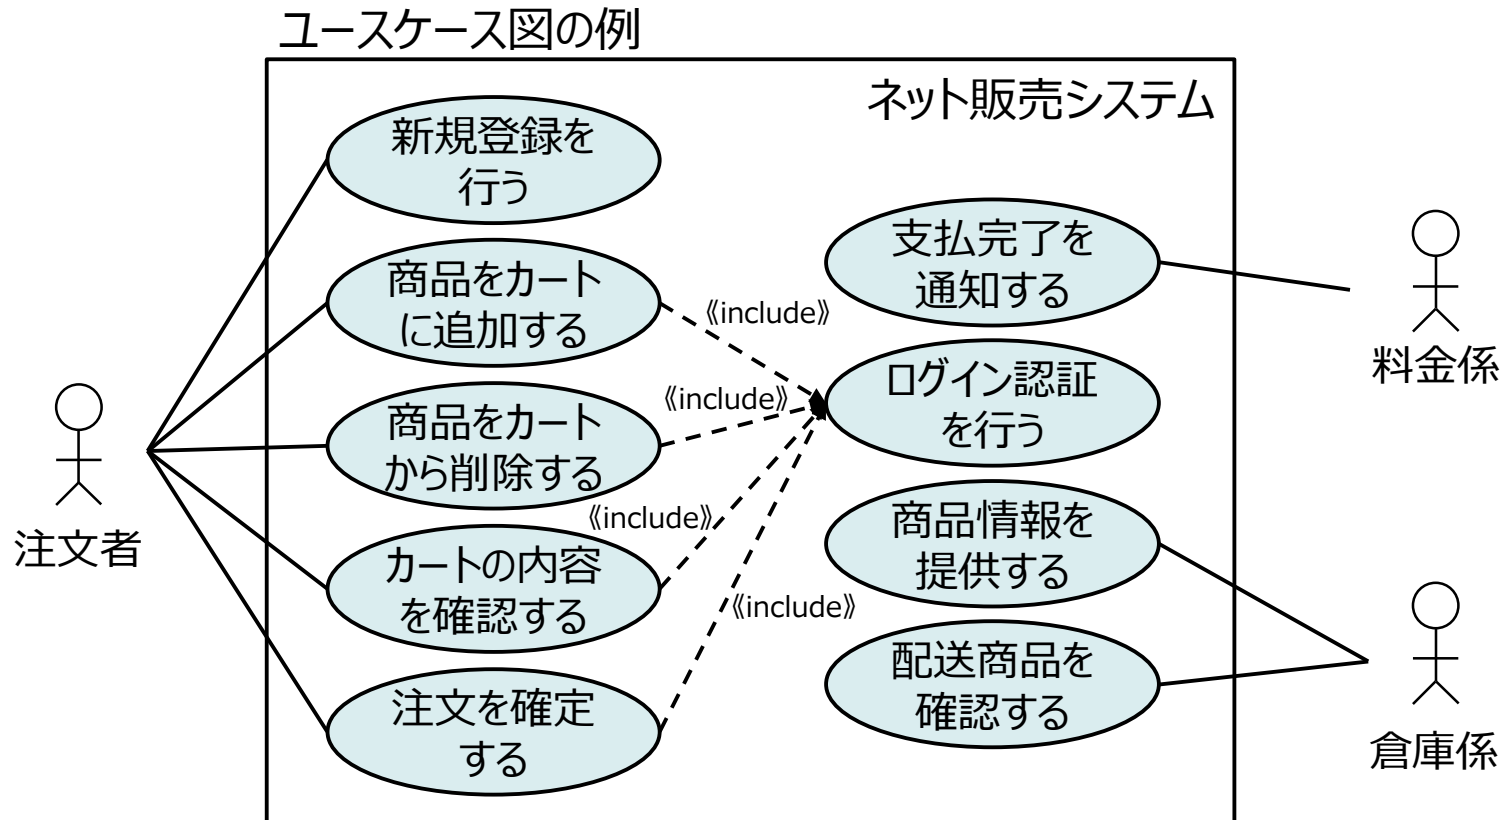 ユースケース図の例
ネット販売システム
新規登録を
行う
商品をカート
に追加する
商品をカート
から削除する
カートの内容
を確認する
注文を確定
する
《include》
《include》
《include》
《include》
支払完了を
通知する
ログイン認証
を行う
商品情報を
提供する
配送商品を
確認する
注文者
料金係
倉庫係